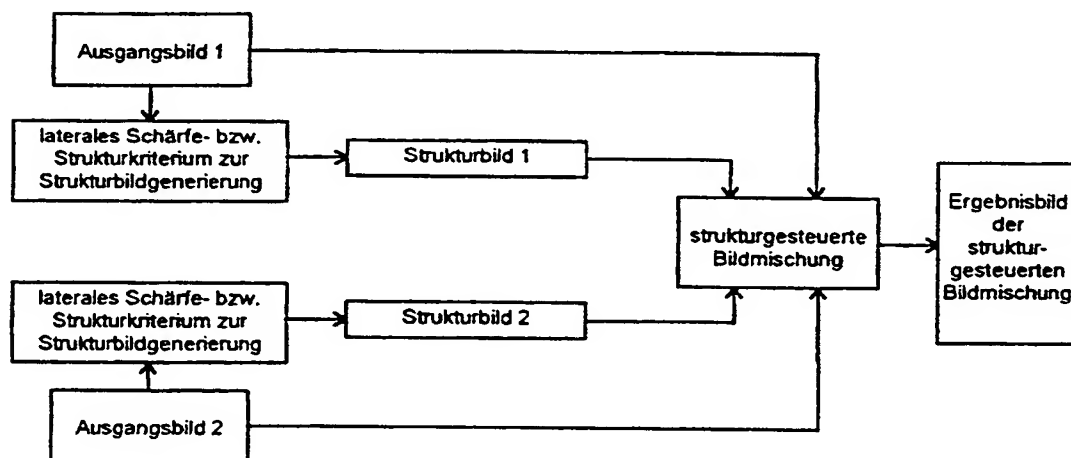 Ausgangsbild 1
laterales Schärfe- bzw.
Strukturkriterium zur
Strukturbildgenerierung
Strukturbild 1
strukturgesteuerte
Bildmischung
Ergebnisbild
der
struktur-
gesteuerten
Bildmischung
laterales Schärfe- bzw.
Strukturkriterium zur
Strukturbildgenerierung
Strukturbild 2
Ausgangsbild 2